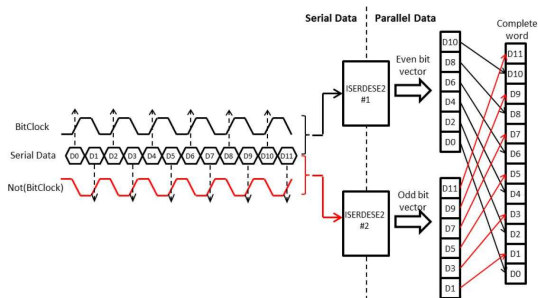 Serial Data
Parallel Data
Complete
word
Even bit
vector
ISERDESE2
#1
D10
D8
D6
D4
D2
D0
BitClock
Serial Data
D0 D1 D2 D3 D4 D5 D6 D7 D8 D9 D10 D11
Not(BitClock)
ISERDESE2
#2
Odd bit
vector
D11
D9
D7
D5
D3
D1
D11
D10
D9
D8
D7
D6
D5
D4
D3
D2
D1
D0